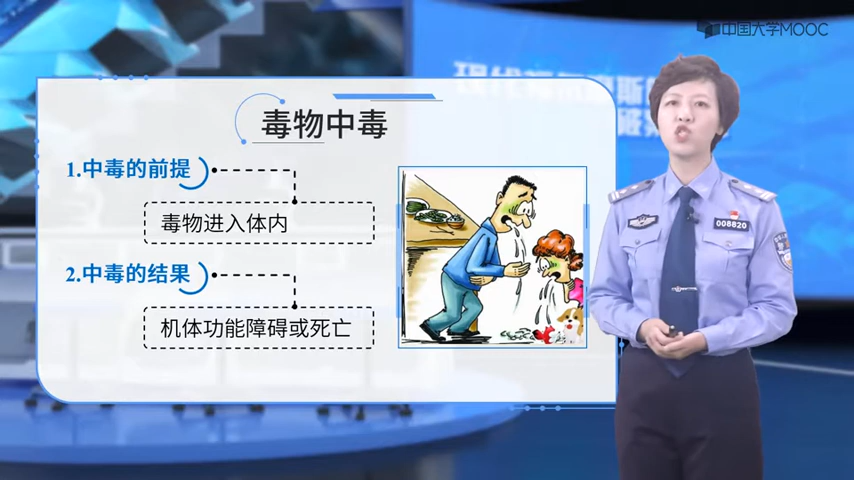 中国大学MOOC
毒物中毒
1.中毒的前提
毒物进入体内
2.中毒的结果
机体功能障碍或死亡
008820